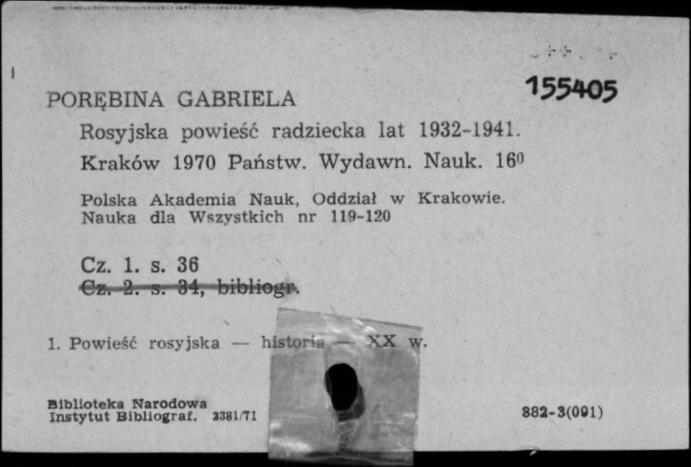 155405
PORĘBINA GABRIELA
Rosyjska powieść radziecka lat 1932-1941.
Kraków 1970 Państw. Wydawn. Nauk. 16⁰
Polska Akademia Nauk, Oddział w Krakowie.
Nauka dla Wszystkich nr 119-120
Cz. 1. s. 36
Cz. 2. s. 34, bibliogr.
1. Powieść rosyjska — historia — XX w.
Biblioteka Narodowa
Instytut Bibliograf. 2381/71
882-3(091)